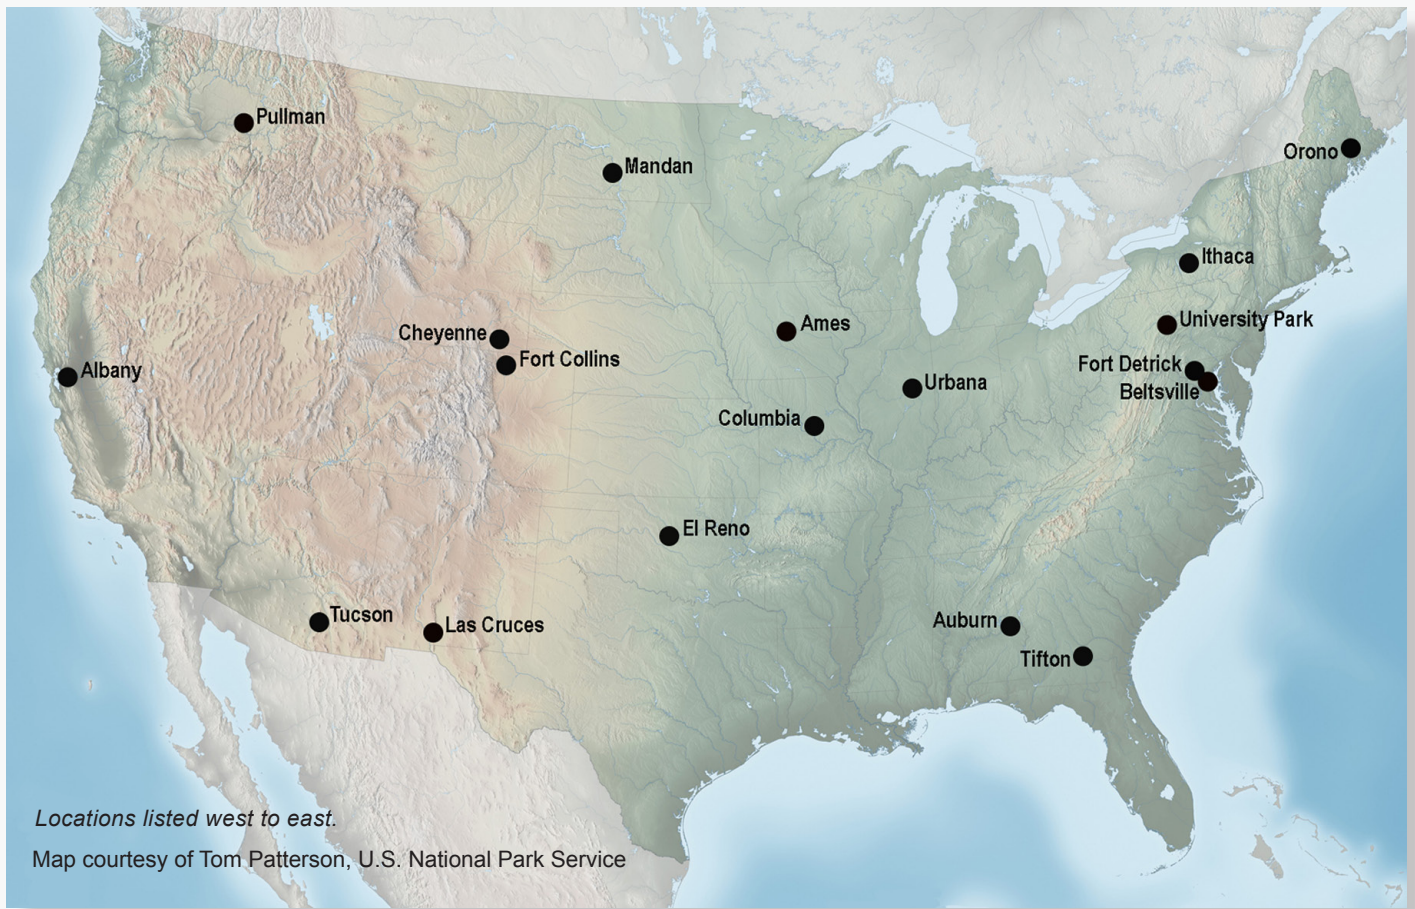 Pullman
Mandan
Orono
Ithaca
University Park
Ames
Cheyenne
Fort Collins
Fort Detrick
Albany
Urbana
Beltsville
Columbia
El Reno
Tucson
Las Cruces
Auburn
Tifton
Locations listed west to east.
Map courtesy of Tom Patterson, U.S. National Park Service